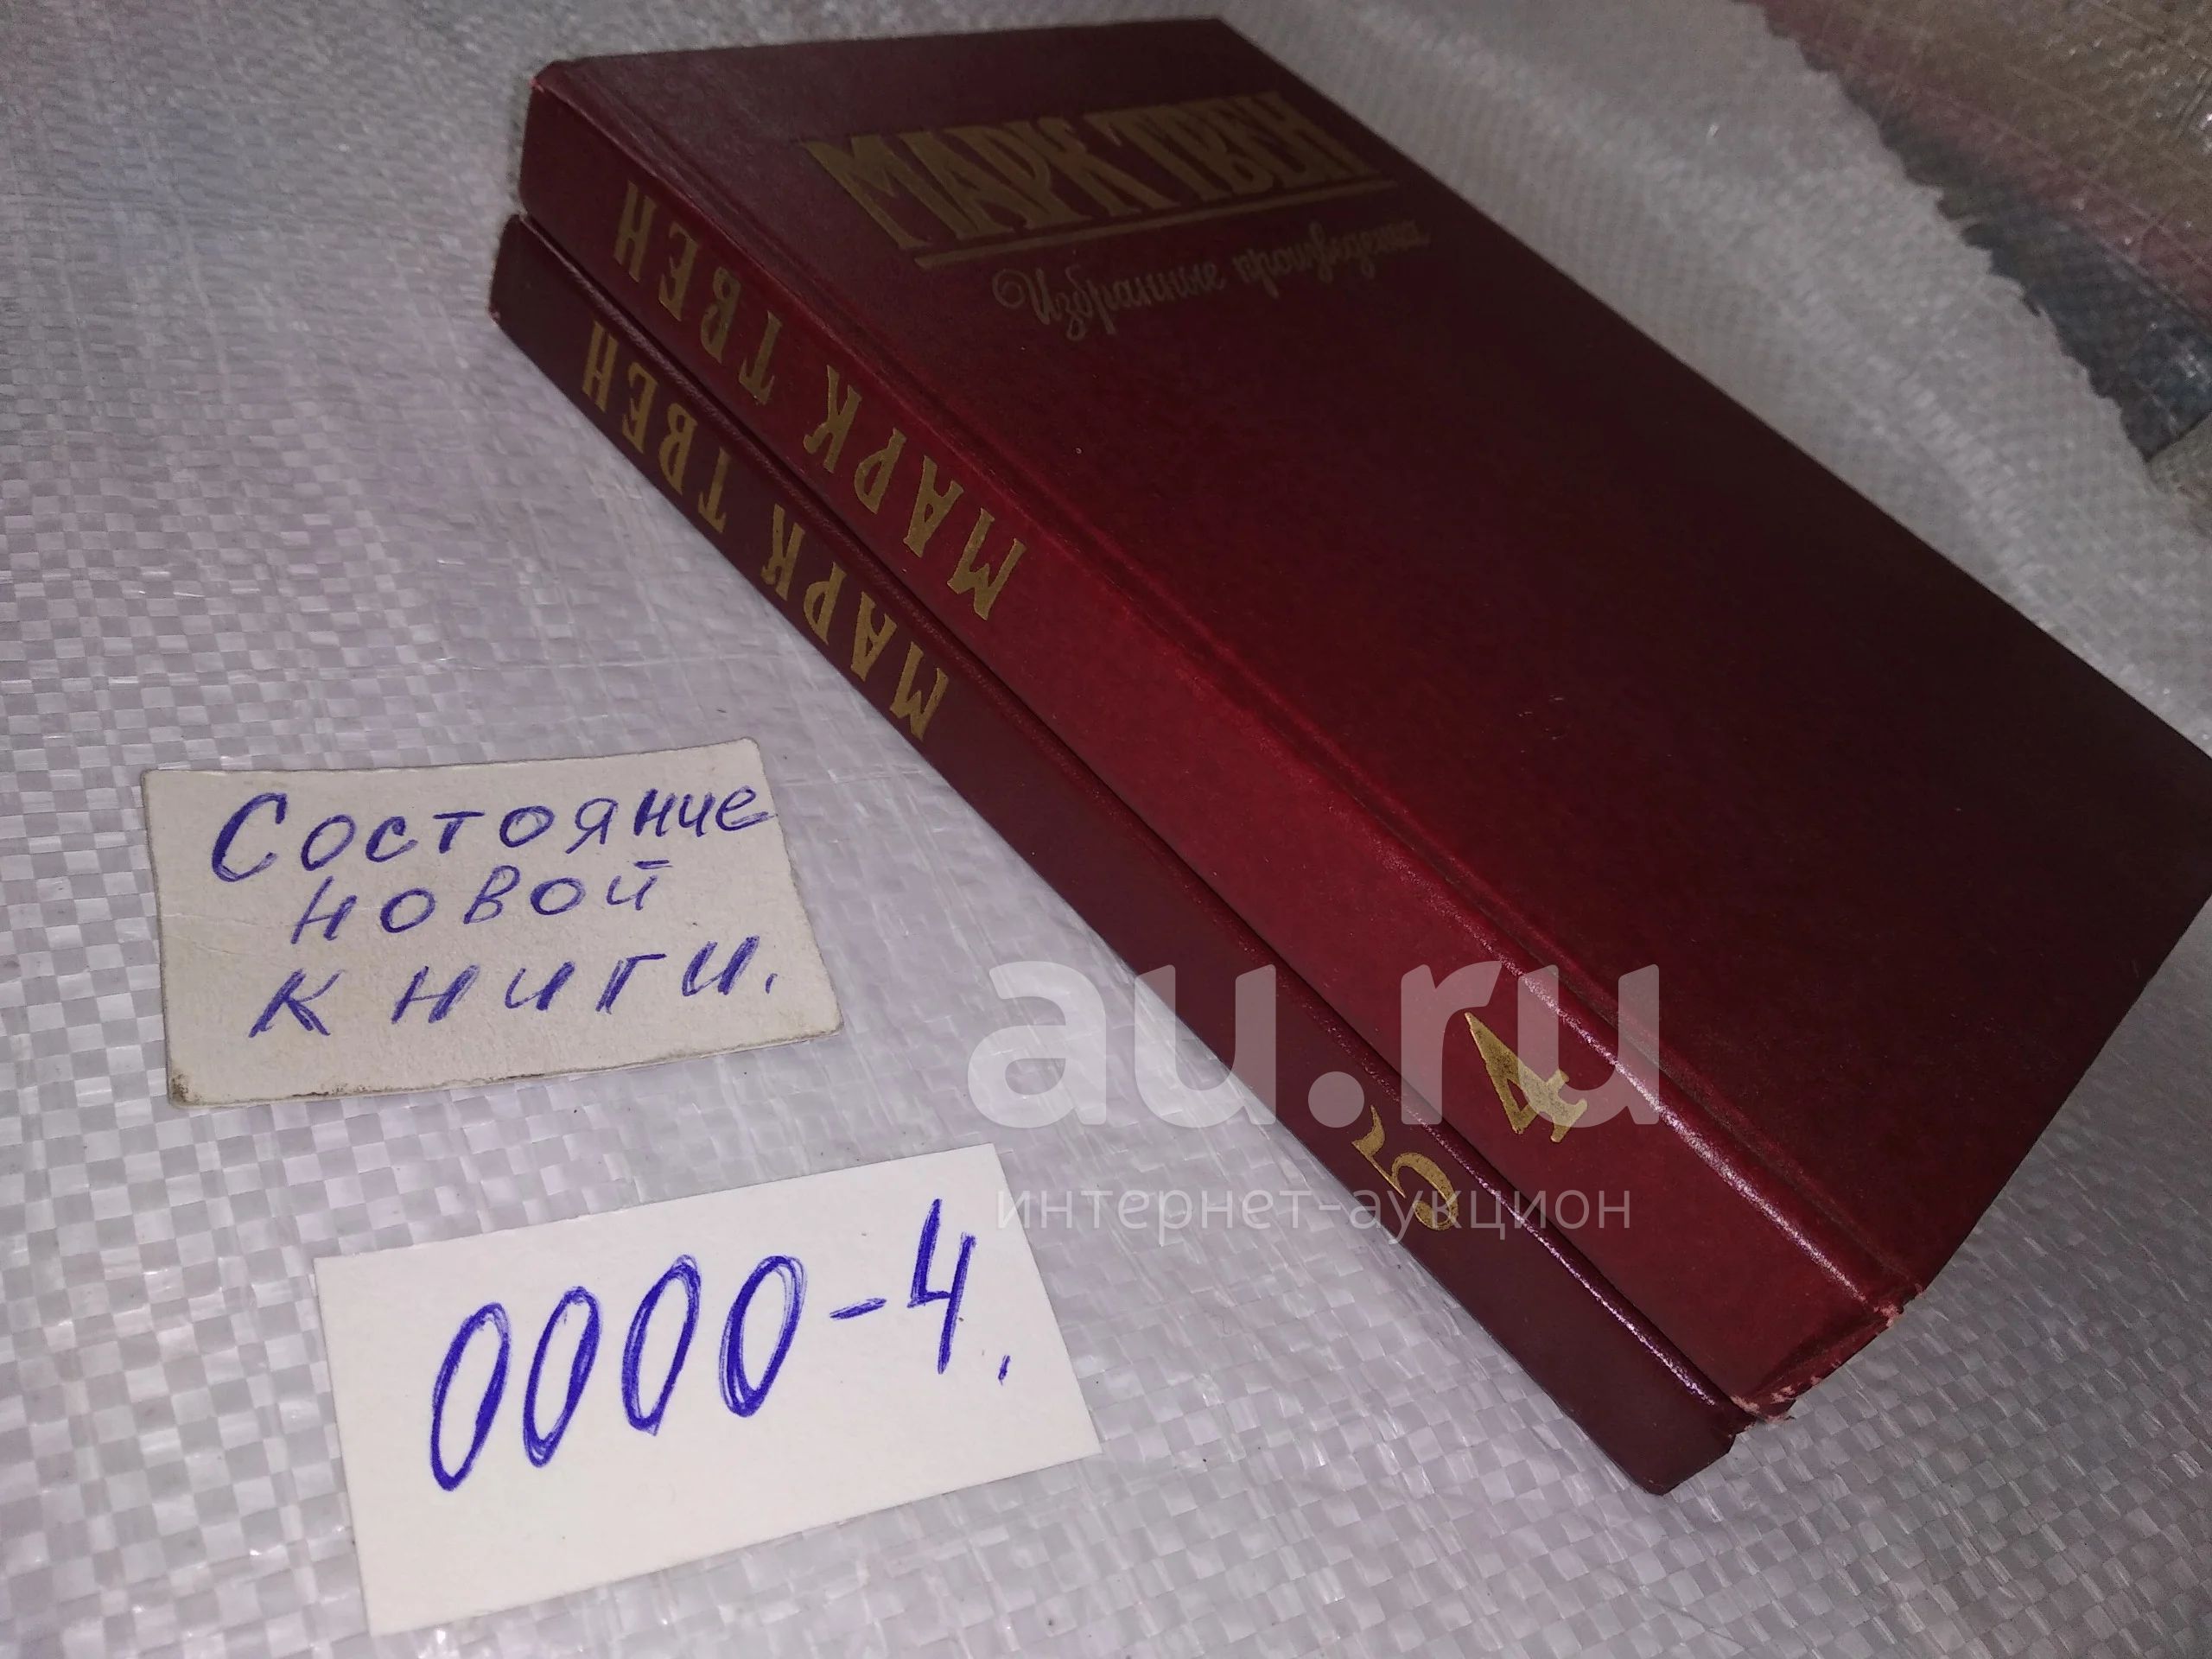 МАРК ТВЕН
Избранные произведения
МАРК ТВЕН
4
МАРК ТВЕН
5
Состояние
новой
книги.
0000-4.
au.ru
интернет-аукцион